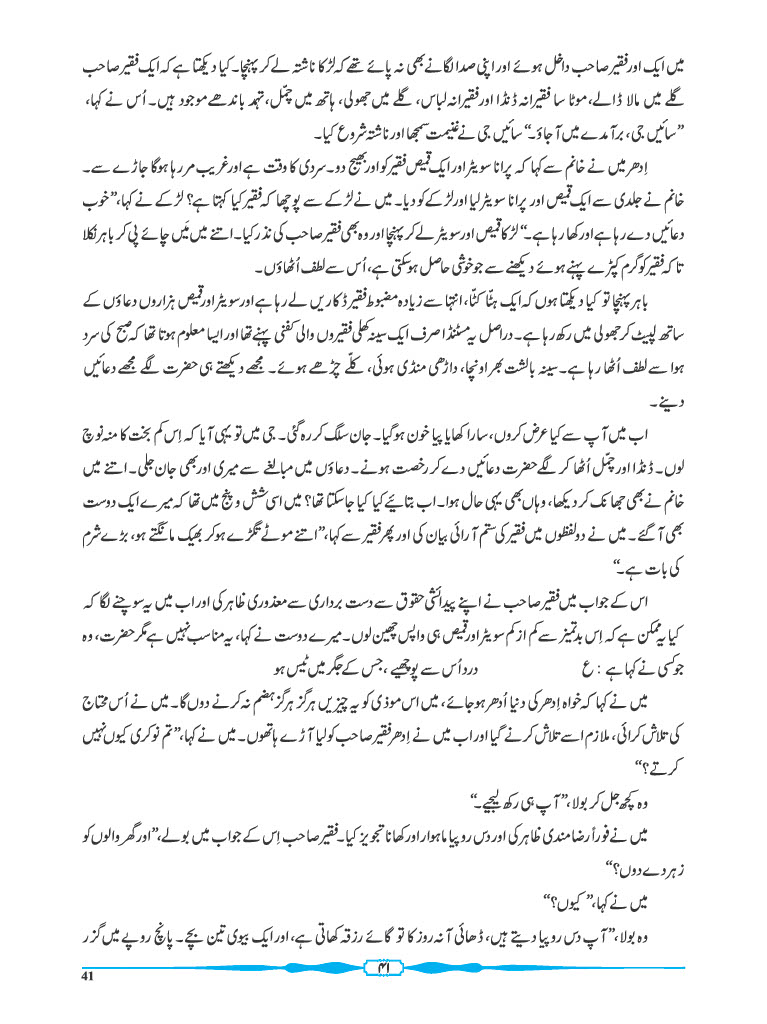 میں ایک اور فقیر صاحب داخل ہوئے اور اپنی صدا لگانے بھی نہ پائے تھے کہ لڑکا ناشتہ لے کر پہنچا۔ کیا دیکھتا ہے کہ ایک فقیر صاحب
گلے میں مالا ڈالے، موٹا سا فقیرانہ ڈنڈا اور فقیرانہ لباس، گلے میں جھولی، ہاتھ میں چمّل، تہمد باندھے موجود ہیں۔ اُس نے کہا،
”سائیں جی، برآمدے میں آجاؤ۔“ سائیں جی نے غنیمت سمجھا اور ناشتہ شروع کیا۔
اِدھر میں نے خانم سے کہا کہ پرانا سویٹر اور ایک قمیص فقیر کو اور بھیج دو۔ سردی کا وقت ہے اور غریب مر رہا ہوگا جاڑے سے۔
خانم نے جلدی سے ایک قمیص اور پرانا سویٹر لیا اور لڑکے کو دیا۔ میں نے لڑکے سے پوچھا کہ فقیر کیا کہتا ہے؟ لڑکے نے کہا، ”خوب
دعائیں دے رہا ہے اور کھا رہا ہے۔“ لڑکا قمیص اور سویٹر لے کر پہنچا اور وہ بھی فقیر صاحب کی نذر کیا۔ اتنے میں مَیں چائے پی کر باہر نکلا
تاکہ فقیر کو گرم کپڑے پہنے ہوئے دیکھنے سے جو خوشی حاصل ہوسکتی ہے، اُس سے لطف اُٹھاؤں۔
باہر پہنچا تو کیا دیکھتا ہوں کہ ایک ہٹّا کٹّا، انتہا سے زیادہ مضبوط فقیر ڈکاریں لے رہا ہے اور سویٹر اور قمیص ہزاروں دعاؤں کے
ساتھ لپیٹ کر جھولی میں رکھ رہا ہے۔ دراصل یہ مسٹنڈا صرف ایک سینہ کھلی فقیروں والی کفنی پہنے تھا اور ایسا معلوم ہوتا تھا کہ صبح کی سرد
ہوا سے لطف اُٹھا رہا ہے۔ سینہ بالشت بھر اونچا، داڑھی منڈی ہوئی، کلّے چڑھے ہوئے۔ مجھے دیکھتے ہی حضرت لگے مجھے دعائیں
دینے۔
اب میں آپ سے کیا عرض کروں، سارا کھایا پیا خون ہوگیا۔ جان سلگ کر رہ گئی۔ جی میں تو یہی آیا کہ اِس کم بخت کا منہ نوچ
لوں۔ ڈنڈا اور چمّل اُٹھا کر لگے حضرت دعائیں دے کر رخصت ہونے۔ دعاؤں میں مبالغے سے میری اور بھی جان جلی۔ اتنے میں
خانم نے بھی جھانک کر دیکھا، وہاں بھی یہی حال ہوا۔ اب بتائیے کیا کیا جاسکتا تھا؟ میں اسی شش و پنج میں تھا کہ میرے ایک دوست
بھی آ گئے۔ میں نے دو لفظوں میں فقیر کی ستم آرائی بیان کی اور پھر فقیر سے کہا، ”اتنے موٹے تگڑے ہوکر بھیک مانگتے ہو، بڑے شرم
کی بات ہے۔“
اس کے جواب میں فقیر صاحب نے اپنے پیدائشی حقوق سے دست برداری سے معذوری ظاہر کی اور اب میں یہ سوچنے لگا کہ
کیا یہ ممکن ہے کہ اِس بدتمیز سے کم از کم سویٹر اور قمیص ہی واپس چھین لوں۔ میرے دوست نے کہا، یہ مناسب نہیں ہے مگر حضرت، وہ
جو کسی نے کہا ہے : ع درد اُس سے پوچھیے ، جس کے جگر میں ٹیس ہو
میں نے کہا کہ خواہ اِدھر کی دنیا اُدھر ہوجائے، میں اس موذی کو یہ چیزیں ہرگز ہرگز ہضم نہ کرنے دوں گا۔ میں نے اُس محتاج
کی تلاش کرائی، ملازم اسے تلاش کرنے گیا اور اب میں نے اِدھر فقیر صاحب کو لیا آڑے ہاتھوں۔ میں نے کہا، ”تم نوکری کیوں نہیں
کرتے؟“
وہ کچھ جل کر بولا، ”آپ ہی رکھ لیجیے۔“
میں نے فوراً رضامندی ظاہر کی اور دس روپیا ماہوار اور کھانا تجویز کیا۔ فقیر صاحب اِس کے جواب میں بولے، ”اور گھر والوں کو
زہر دے دوں؟“
میں نے کہا، ”کیوں؟“
وہ بولا، ”آپ دس روپیا دیتے ہیں، ڈھائی آنہ روز کا تو گائے رزقہ کھاتی ہے، اور ایک بیوی تین بچے۔ پانچ روپے میں گزر
۴۱
41